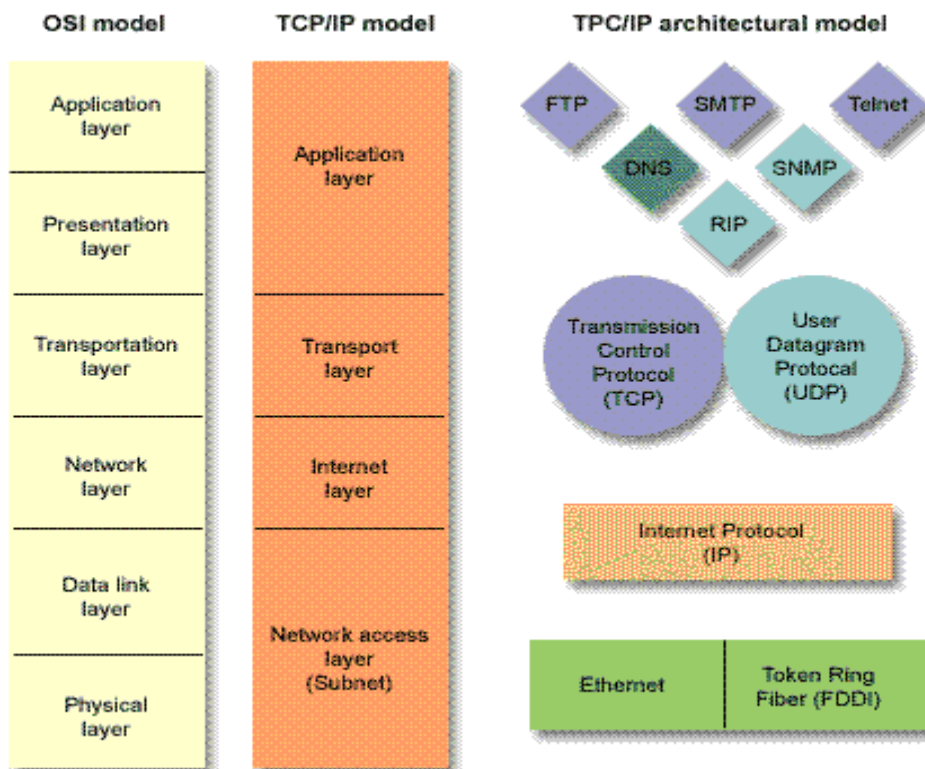 OSI model
TCP/IP model
TPC/IP architectural model
Application
layer
Presentation
layer
Transportation
layer
Network
layer
Data link
layer
Physical
layer
Application
layer
Transport
layer
Internet
layer
Network access
layer
(Subnet)
FTP
SMTP
Telnet
DNS
SNMP
RIP
Transmission
Control
Protocol
(TCP)
User
Datagram
Protocal
(UDP)
Internet Protocol
(IP)
Ethernet
Token Ring
Fiber (FDDI)